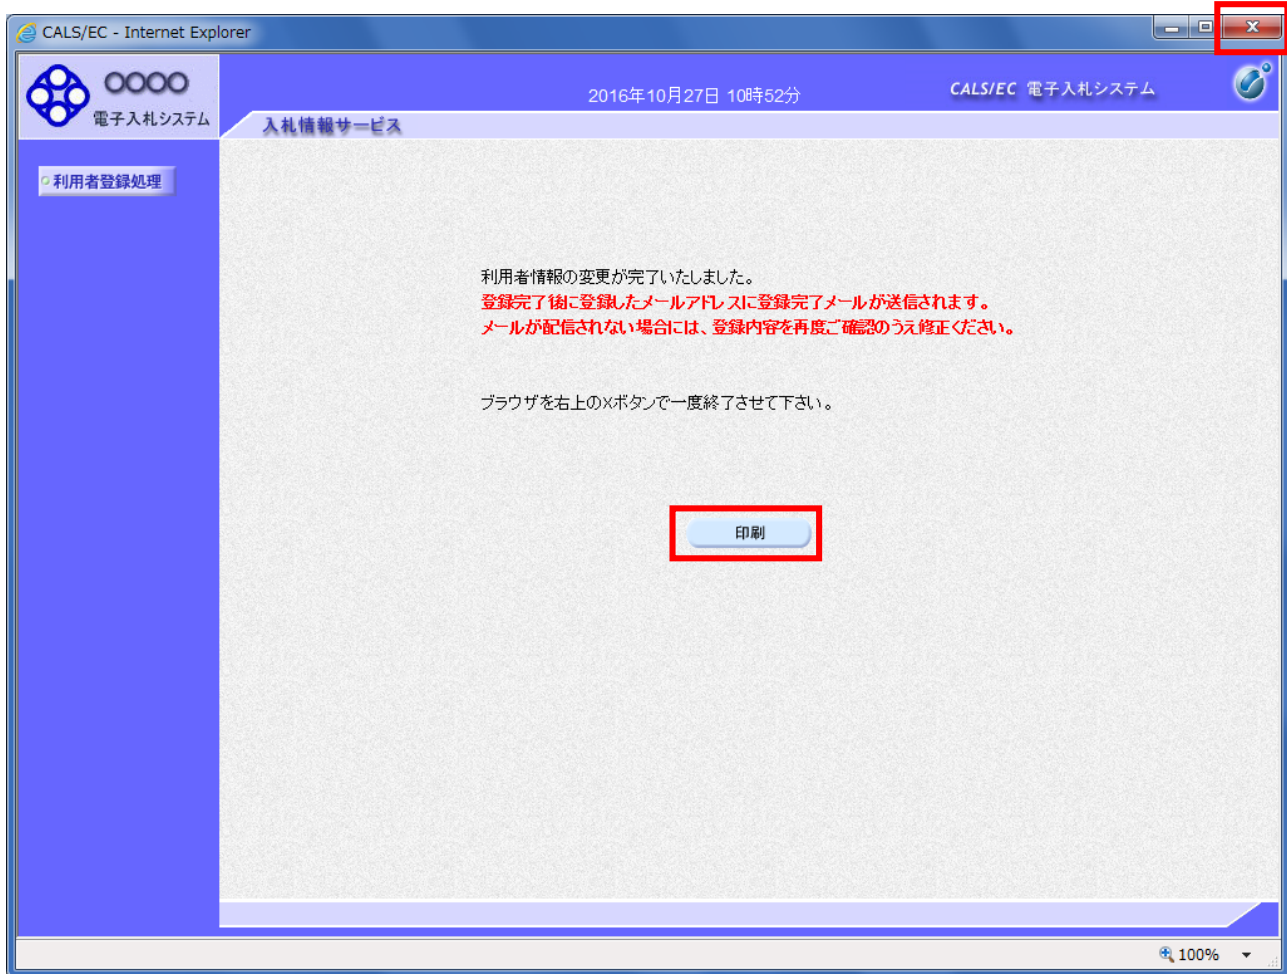 CALS/EC - Internet Explorer
○○○○
電子入札システム
2016年10月27日 10時52分
CALS/EC 電子入札システム
入札情報サービス
利用者登録処理
利用者情報の変更が完了いたしました。
登録完了後に登録したメールアドレスに登録完了メールが送信されます。
メールが配信されない場合には、登録内容を再度ご確認のうえ修正ください。
ブラウザを右上の×ボタンで一度終了させて下さい。
印刷
100%